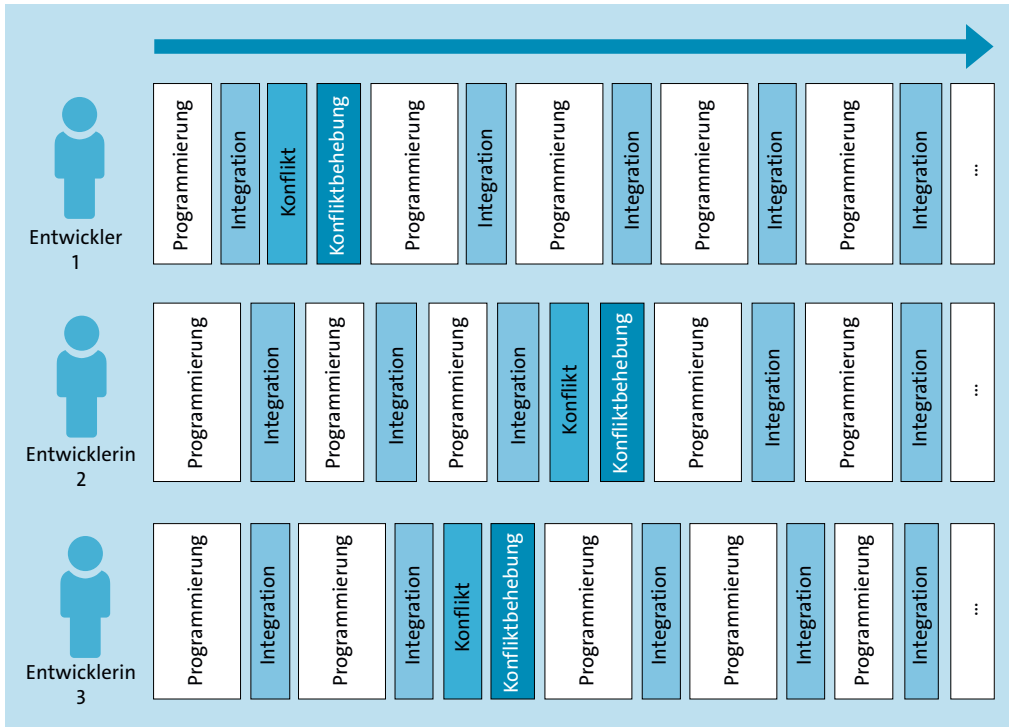 Programmierung
Integration
Konflikt
Konfliktbehebung
Programmierung
Integration
Programmierung
Integration
Programmierung
Integration
Programmierung
Integration
...
Entwickler
1
Programmierung
Integration
Programmierung
Integration
Programmierung
Integration
Konflikt
Konfliktbehebung
Programmierung
Integration
Programmierung
Integration
...
Entwicklerin
2
Programmierung
Integration
Programmierung
Integration
Konflikt
Konfliktbehebung
Programmierung
Integration
Programmierung
Integration
Programmierung
Integration
...
Entwicklerin
3